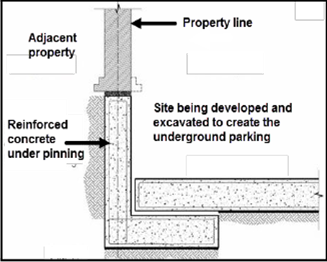 Property line
Adjacent
property
Site being developed and
excavated to create the
underground parking
Reinforced
concrete
under pinning